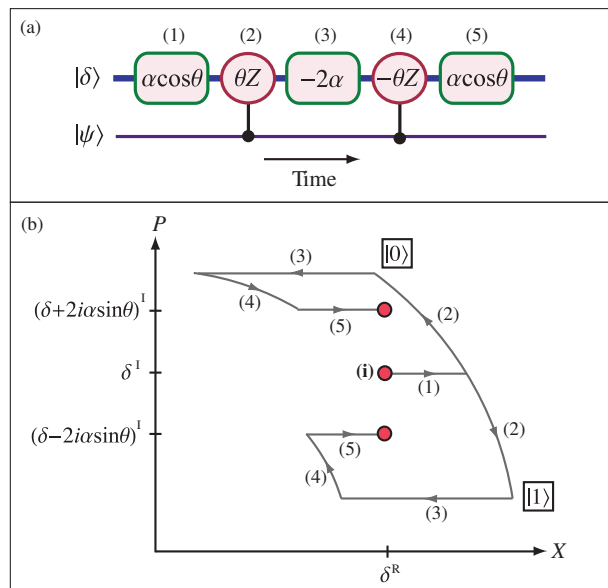 (a)
(1) (2) (3) (4) (5)
|δ⟩ αcosθ θZ −2α −θZ αcosθ
|ψ⟩
Time
(b)
P
(3) |0⟩
(4)
(δ+2iαsinθ)ᴵ (5) (2)
δᴵ (i) (1)
(δ−2iαsinθ)ᴵ (5) (2)
(4)
(3) |1⟩
δᴿ X